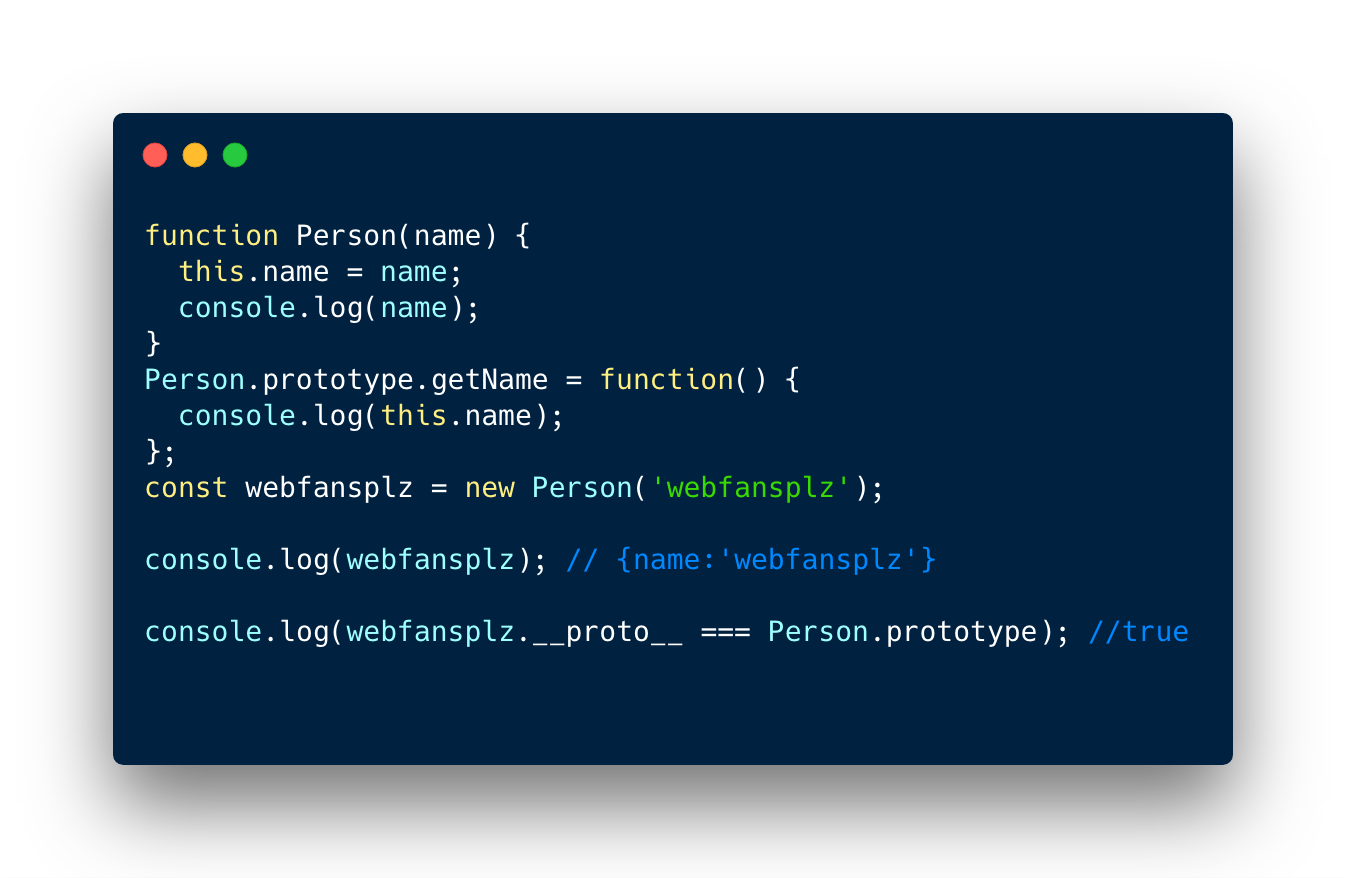 function Person(name) {
  this.name = name;
  console.log(name);
}
Person.prototype.getName = function() {
  console.log(this.name);
};
const webfansplz = new Person('webfansplz');
console.log(webfansplz); // {name:'webfansplz'}
console.log(webfansplz.__proto__ === Person.prototype); //true